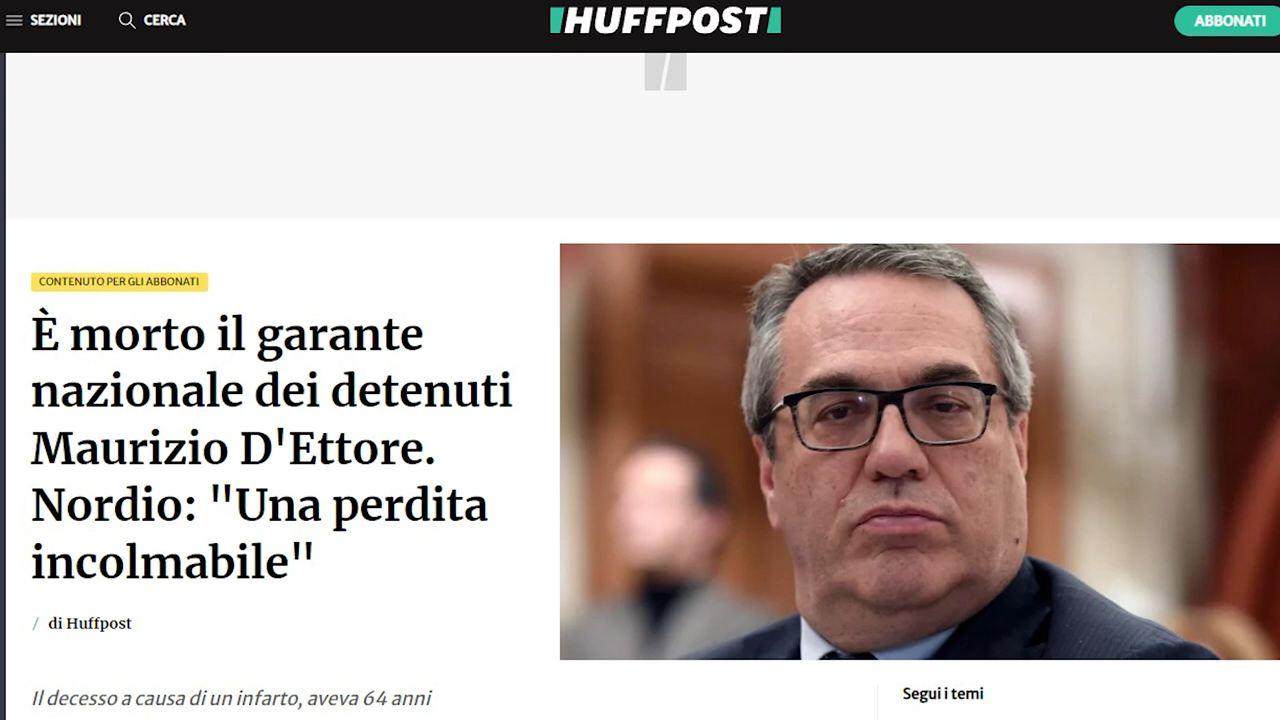 SEZIONI
CERCA
HUFFPOST
ABBONATI
CONTENUTO PER GLI ABBONATI
È morto il garante
nazionale dei detenuti
Maurizio D'Ettore.
Nordio: "Una perdita
incolmabile"
/ di Huffpost
Il decesso a causa di un infarto, aveva 64 anni
Segui i temi